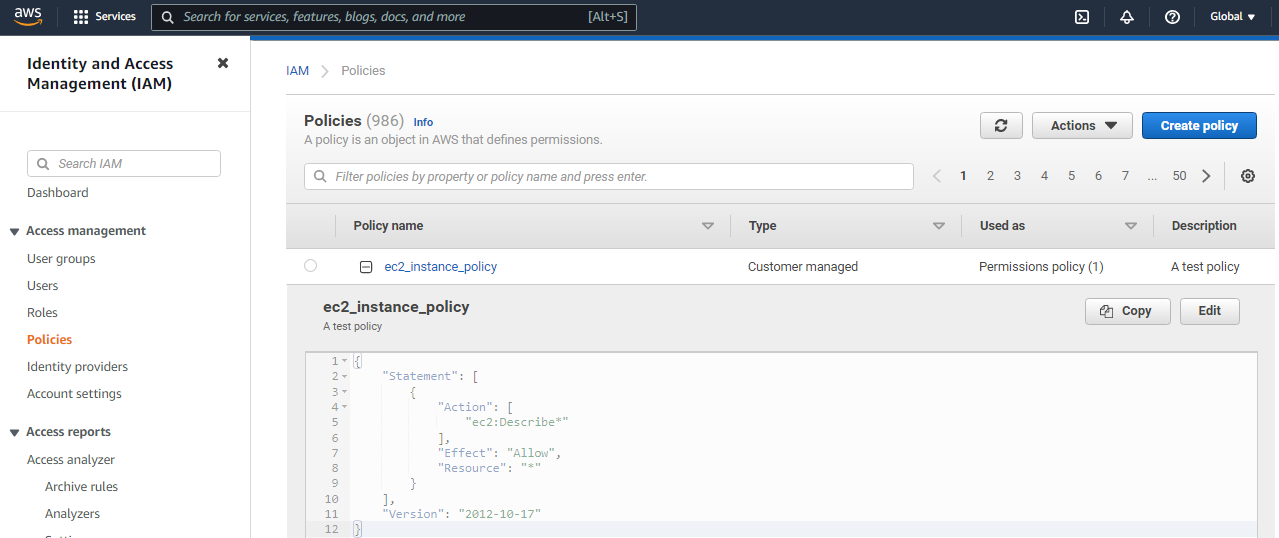 aws Services Search for services, features, blogs, docs, and more [Alt+S] Global
Identity and Access
Management (IAM)
Search IAM
Dashboard
Access management
User groups
Users
Roles
Policies
Identity providers
Account settings
Access reports
Access analyzer
Archive rules
Analyzers
IAM Policies
Policies (986) Info
A policy is an object in AWS that defines permissions.
Actions Create policy
Filter policies by property or policy name and press enter.
1 2 3 4 5 6 7 ... 50
Policy name Type Used as Description
ec2_instance_policy Customer managed Permissions policy (1) A test policy
ec2_instance_policy
A test policy
Copy Edit
1 {
2 "Statement": [
3 {
4 "Action": [
5 "ec2:Describe*"
6 ],
7 "Effect": "Allow",
8 "Resource": "*"
9 }
10 ],
11 "Version": "2012-10-17"
12 }